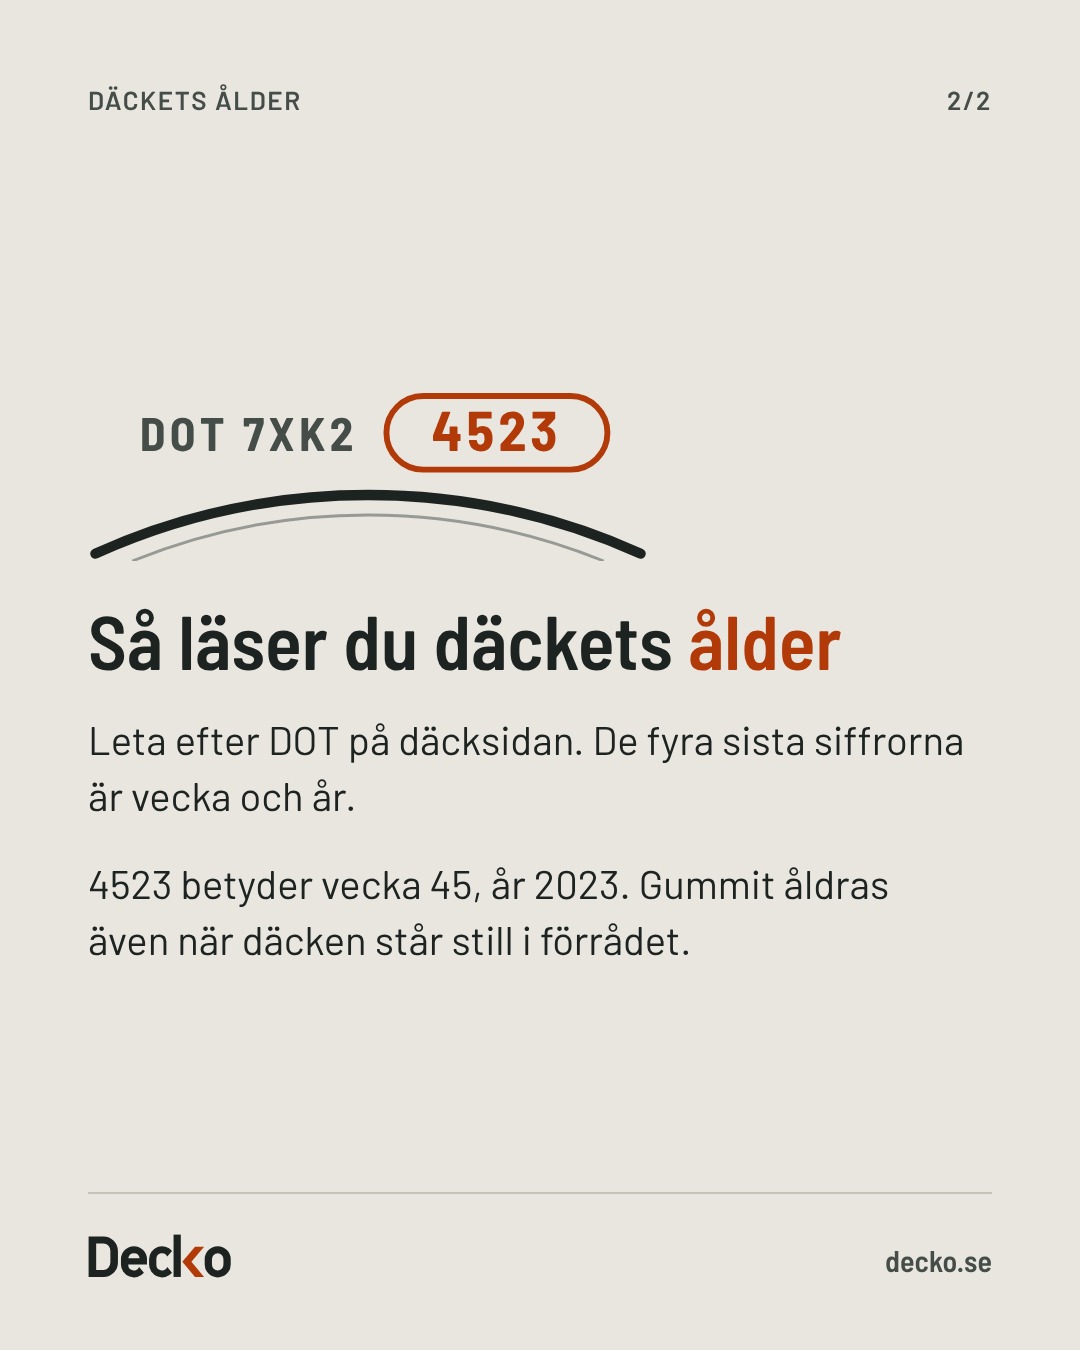 DÄCKETS ÅLDER 2/2
DOT 7XK2 4523
Så läser du däckets ålder
Leta efter DOT på däcksidan. De fyra sista siffrorna
är vecka och år.
4523 betyder vecka 45, år 2023. Gummit åldras
även när däcken står still i förrådet.
Decko decko.se